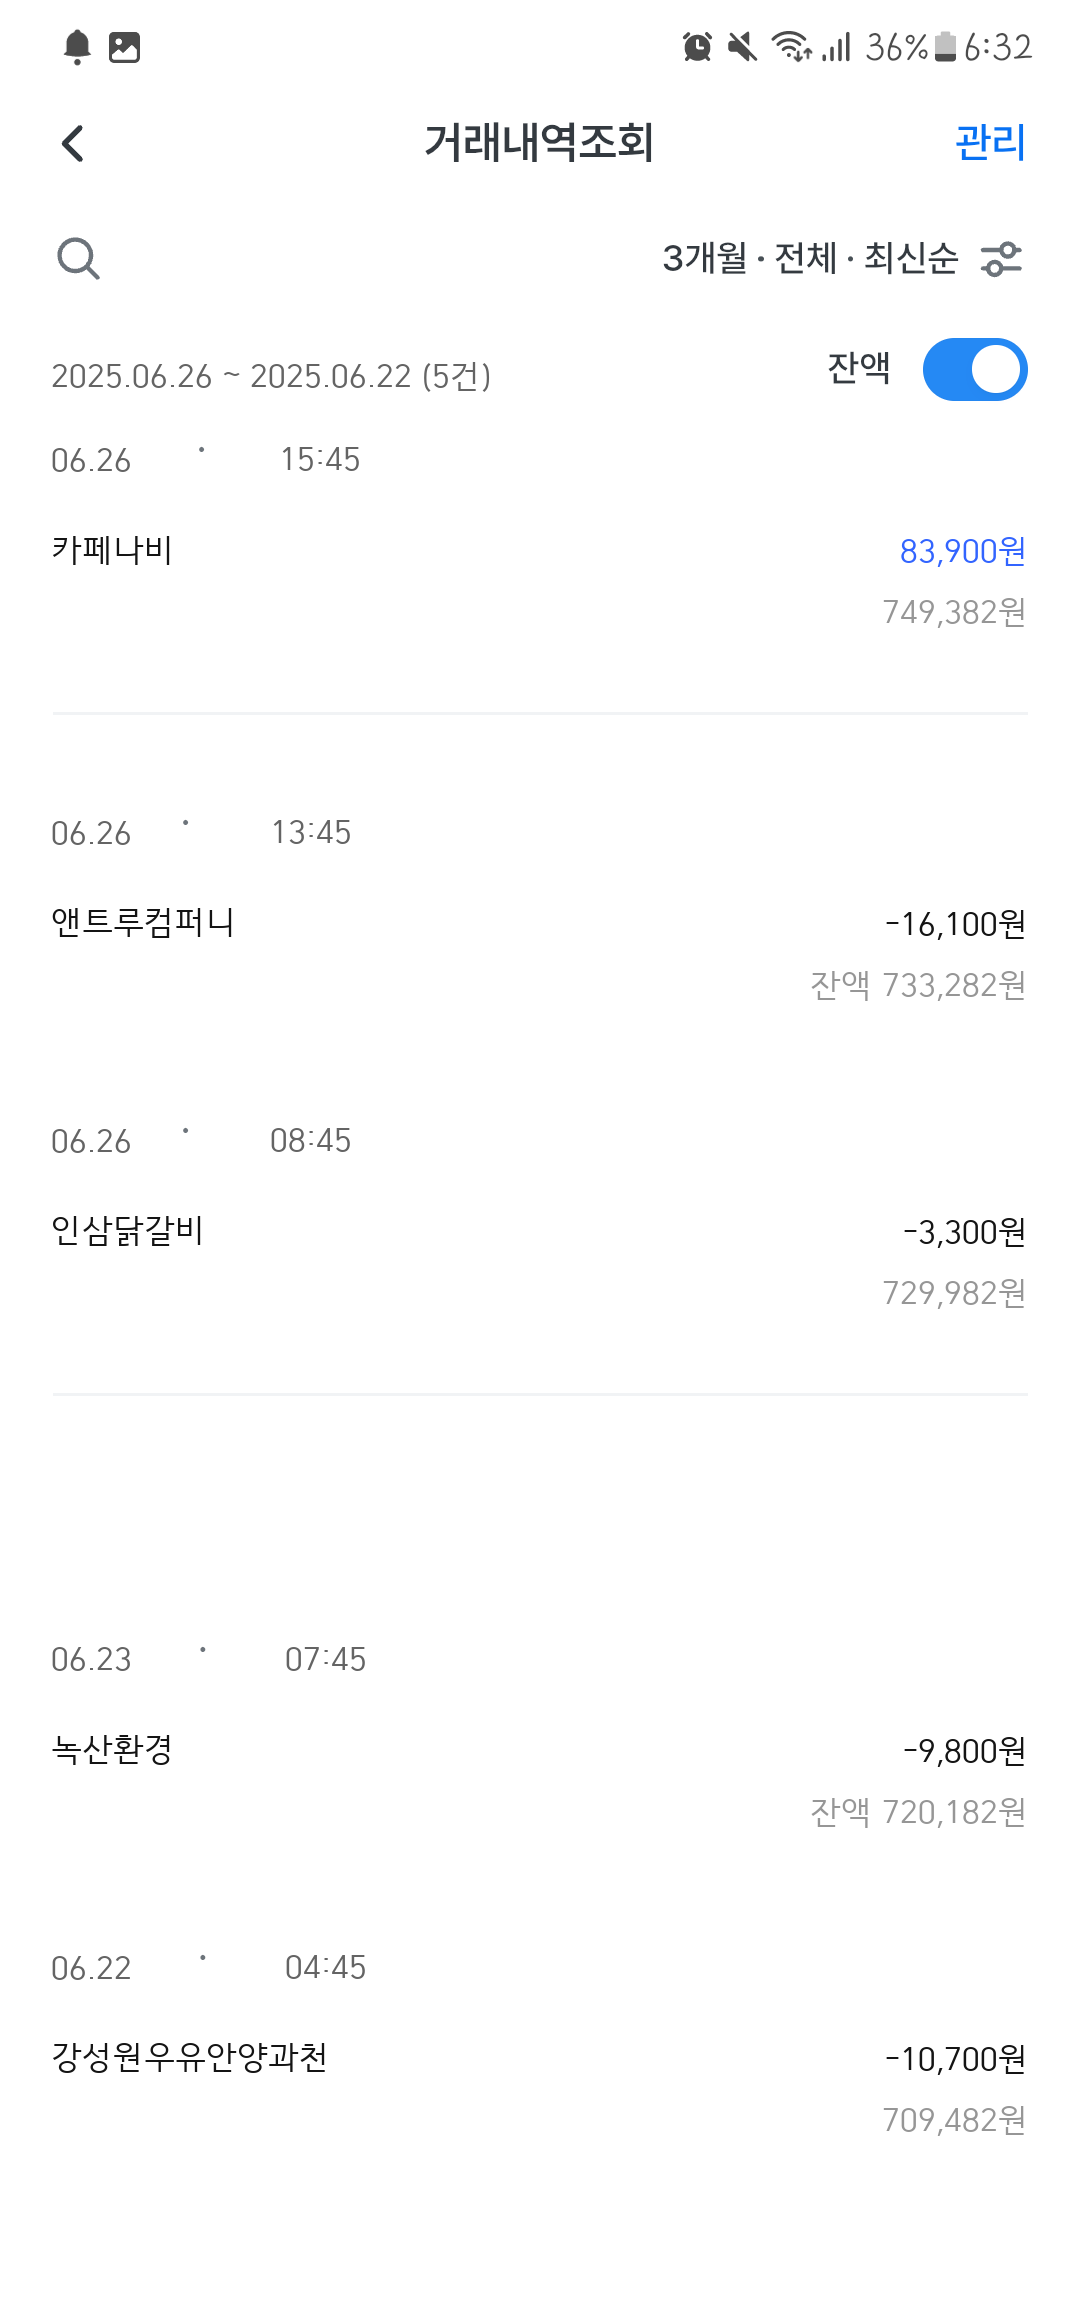 36% 6:32
거래내역조회 관리
3개월 · 전체 · 최신순
잔액
2025.06.26 ~ 2025.06.22 (5건)
06.26 · 15:45
카페나비 83,900원
749,382원
06.26 · 13:45
앤트루컴퍼니 -16,100원
잔액 733,282원
06.26 · 08:45
인삼닭갈비 -3,300원
729,982원
06.23 · 07:45
녹산환경 -9,800원
잔액 720,182원
06.22 · 04:45
강성원우유안양과천 -10,700원
709,482원